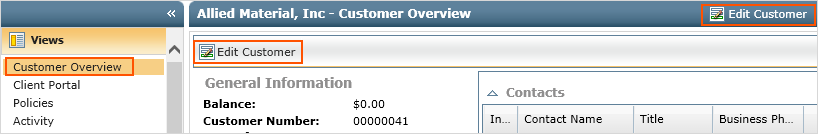 «
Allied Material, Inc - Customer Overview
Edit Customer
Views
Customer Overview
Client Portal
Policies
Activity
Edit Customer
General Information
Balance: $0.00
Customer Number: 00000041
Contacts
In... Contact Name Title Business Ph...